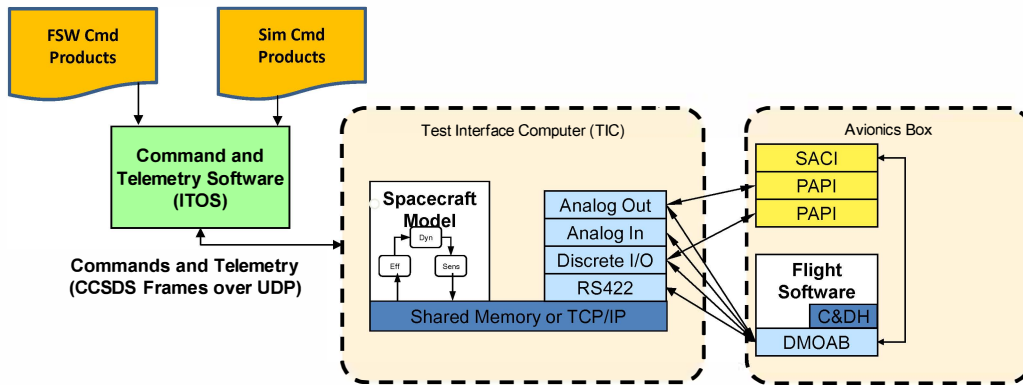 FSW Cmd
Products
Sim Cmd
Products
Command and
Telemetry Software
(ITOS)
Commands and Telemetry
(CCSDS Frames over UDP)
Test Interface Computer (TIC)
Spacecraft
Model
Dyn
Eff
Sens
Analog Out
Analog In
Discrete I/O
RS422
Shared Memory or TCP/IP
Avionics Box
SACI
PAPI
PAPI
Flight
Software
C&DH
DMOAB